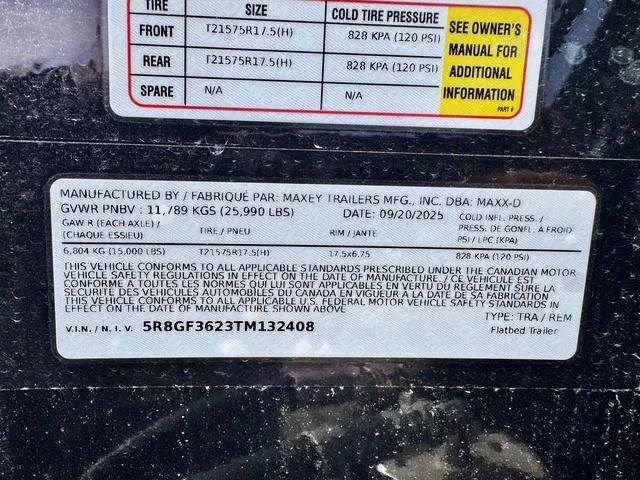 TIRE SIZE COLD TIRE PRESSURE
FRONT T21575R17.5(H) 828 KPA (120 PSI)
REAR T21575R17.5(H) 828 KPA (120 PSI)
SPARE N/A N/A
SEE OWNER'S
MANUAL FOR
ADDITIONAL
INFORMATION
PART #
MANUFACTURED BY / FABRIQUÉ PAR: MAXEY TRAILERS MFG., INC. DBA: MAXX-D
GVWR PNBV : 11,789 KGS (25,990 LBS) DATE: 09/20/2025
GAW R (EACH AXLE) /
(CHAQUE ESSIEU)
TIRE / PNEU
RIM / JANTE
COLD INFL. PRESS. /
PRESS. DE GONFL. À FROID
PSI / LPC (KPA)
6,804 KG (15,000 LBS) T21575R17.5(H) 17.5x6.75 828 KPA (120 PSI)
THIS VEHICLE CONFORMS TO ALL APPLICABLE STANDARDS PRESCRIBED UNDER THE CANADIAN MOTOR
VEHICLE SAFETY REGULATIONS IN EFFECT ON THE DATE OF MANUFACTURE. / CE VÉHICULE EST
CONFORME A TOUTES LES NORMES QUI LUI SONT APPLICABLES EN VERTU DU RÈGLEMENT SUR LA
SÉCURITÉ DES VÉHICULES AUTOMOBILES DU CANADA EN VIGUEUR À LA DATE DE SA FABRICATION
THIS VEHICLE CONFORMS TO ALL APPLICABLE U.S. FEDERAL MOTOR VEHICLE SAFETY STANDARDS IN
EFFECT ON THE DATE OF MANUFACTURE SHOWN ABOVE
V.I.N. / N. I. V. 5R8GF3623TM132408
TYPE: TRA / REM
Flatbed Trailer